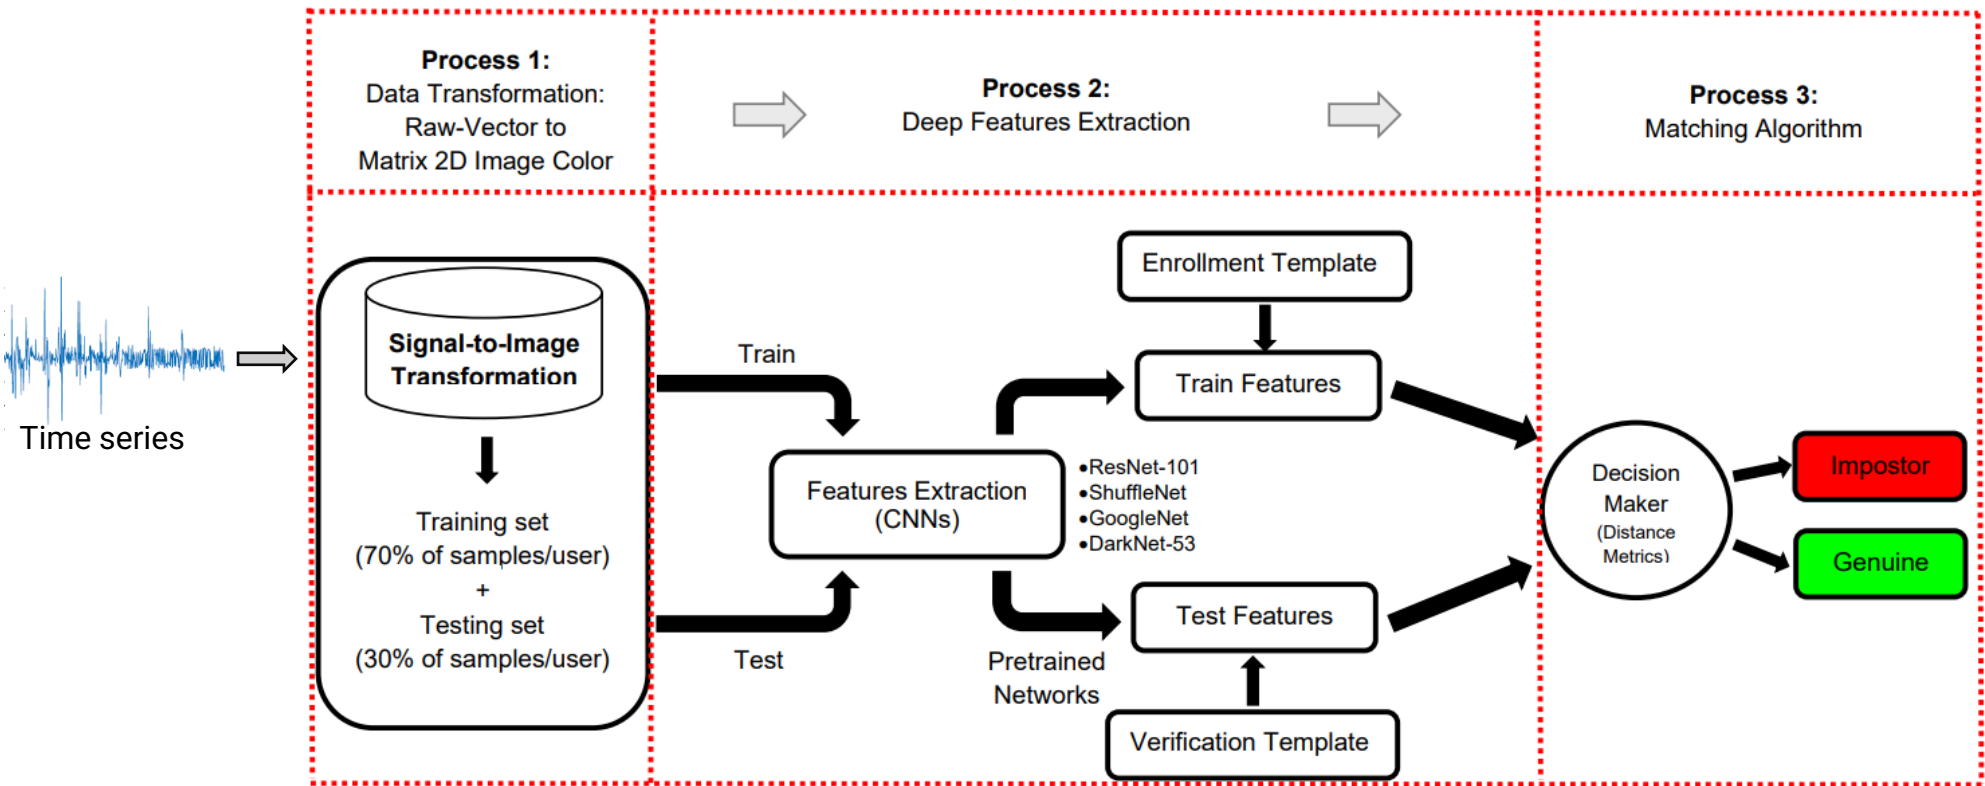 Process 1:
Data Transformation:
Raw-Vector to
Matrix 2D Image Color
Process 2:
Deep Features Extraction
Process 3:
Matching Algorithm
Time series
Signal-to-Image
Transformation
Training set
(70% of samples/user)
+
Testing set
(30% of samples/user)
Train
Test
Features Extraction
(CNNs)
•ResNet-101
•ShuffleNet
•GoogleNet
•DarkNet-53
Pretrained
Networks
Enrollment Template
Train Features
Test Features
Verification Template
Decision
Maker
(Distance
Metrics)
Impostor
Genuine